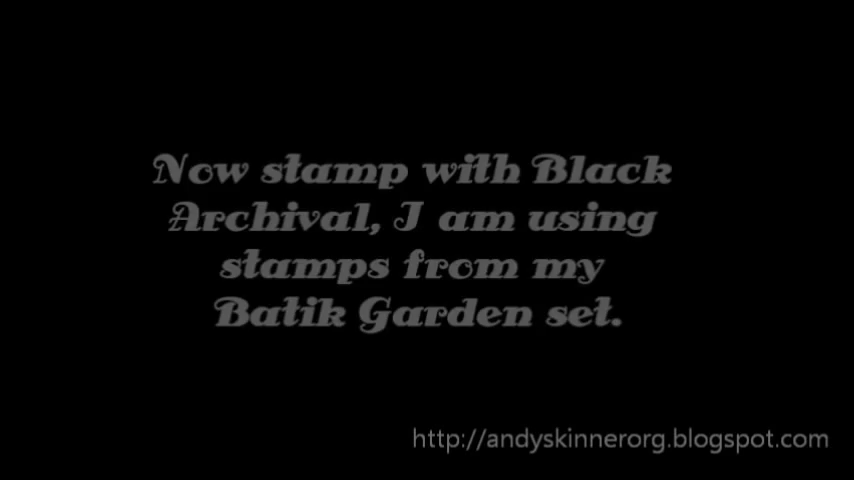 Now stamp with Black
Archival, I am using
stamps from my
Batik Garden set.
http://andyskinnerorg.blogspot.com